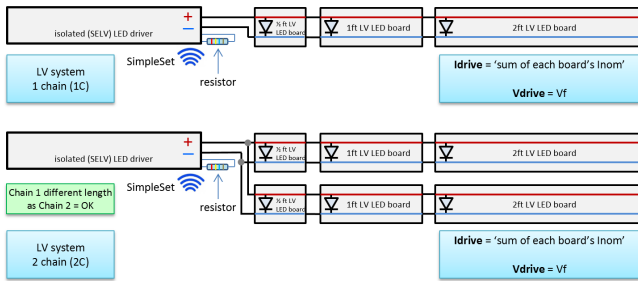 +
−
isolated (SELV) LED driver
SimpleSet
resistor
½ ft LV
LED board
1ft LV LED board
2ft LV LED board
LV system
1 chain (1C)
Idrive = 'sum of each board's Inom'
Vdrive = Vf
+
−
isolated (SELV) LED driver
SimpleSet
resistor
½ ft LV
LED board
1ft LV LED board
2ft LV LED board
½ ft LV
LED board
1ft LV LED board
2ft LV LED board
Chain 1 different length
as Chain 2 = OK
LV system
2 chain (2C)
Idrive = 'sum of each board's Inom'
Vdrive = Vf